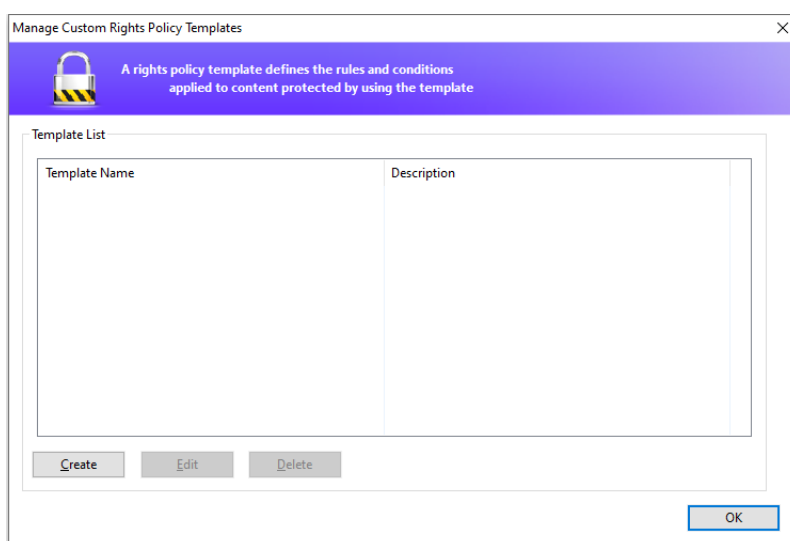 Manage Custom Rights Policy Templates
A rights policy template defines the rules and conditions
applied to content protected by using the template
Template List
Template Name Description
Create Edit Delete
OK